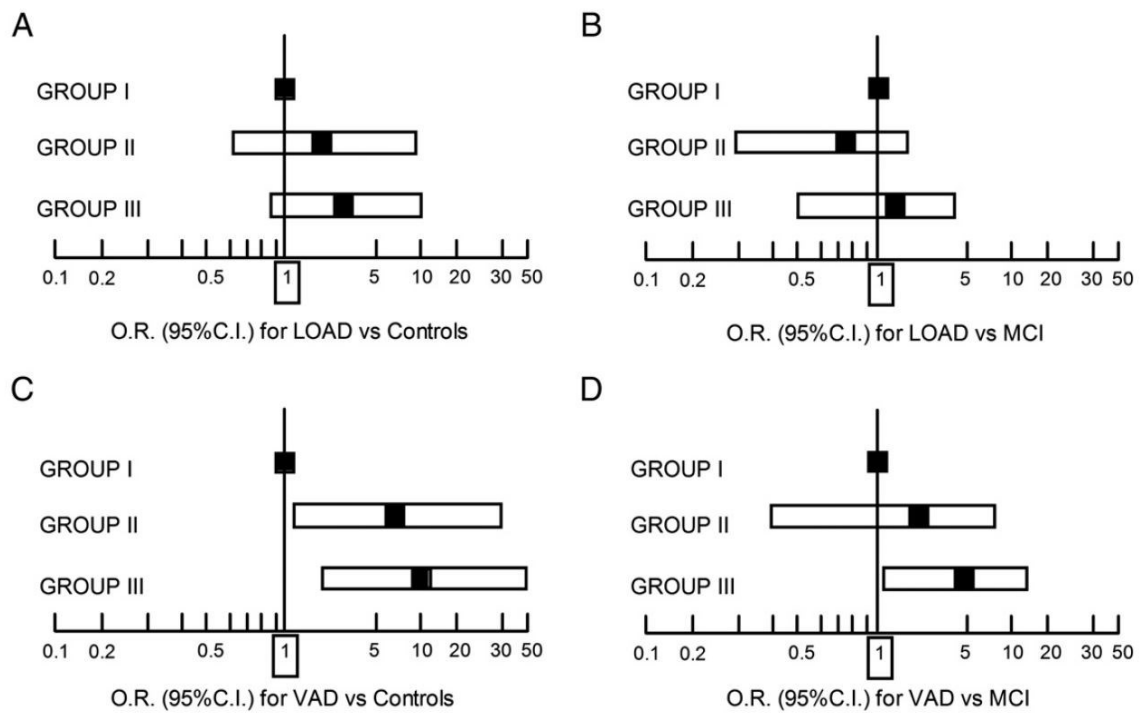 A
GROUP I
GROUP II
GROUP III
0.1 0.2 0.5 1 5 10 20 30 50
O.R. (95%C.I.) for LOAD vs Controls
B
GROUP I
GROUP II
GROUP III
0.1 0.2 0.5 1 5 10 20 30 50
O.R. (95%C.I.) for LOAD vs MCI
C
GROUP I
GROUP II
GROUP III
0.1 0.2 0.5 1 5 10 20 30 50
O.R. (95%C.I.) for VAD vs Controls
D
GROUP I
GROUP II
GROUP III
0.1 0.2 0.5 1 5 10 20 30 50
O.R. (95%C.I.) for VAD vs MCI